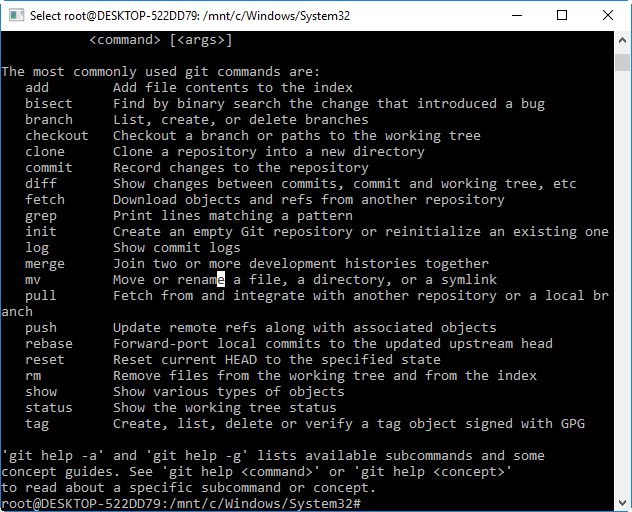 Select root@DESKTOP-522DD79: /mnt/c/Windows/System32
           <command> [<args>]

The most commonly used git commands are:
   add        Add file contents to the index
   bisect     Find by binary search the change that introduced a bug
   branch     List, create, or delete branches
   checkout   Checkout a branch or paths to the working tree
   clone      Clone a repository into a new directory
   commit     Record changes to the repository
   diff       Show changes between commits, commit and working tree, etc
   fetch      Download objects and refs from another repository
   grep       Print lines matching a pattern
   init       Create an empty Git repository or reinitialize an existing one
   log        Show commit logs
   merge      Join two or more development histories together
   mv         Move or rename a file, a directory, or a symlink
   pull       Fetch from and integrate with another repository or a local br
anch
   push       Update remote refs along with associated objects
   rebase     Forward-port local commits to the updated upstream head
   reset      Reset current HEAD to the specified state
   rm         Remove files from the working tree and from the index
   show       Show various types of objects
   status     Show the working tree status
   tag        Create, list, delete or verify a tag object signed with GPG

'git help -a' and 'git help -g' lists available subcommands and some
concept guides. See 'git help <command>' or 'git help <concept>'
to read about a specific subcommand or concept.
root@DESKTOP-522DD79:/mnt/c/Windows/System32#